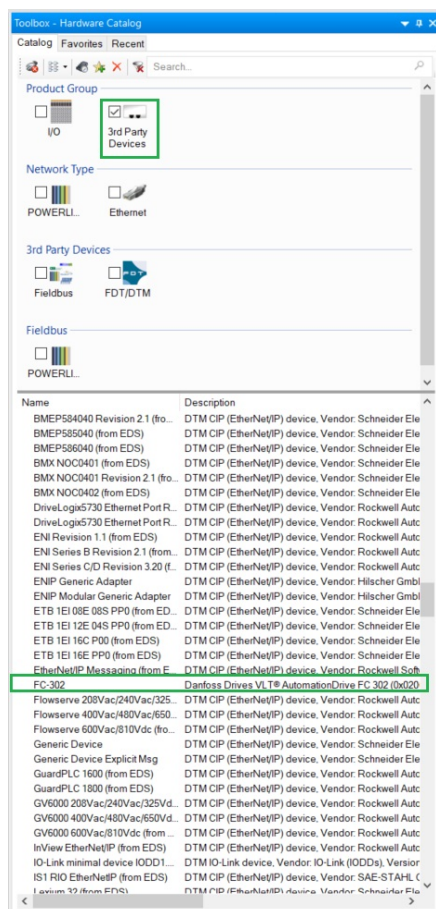 Toolbox - Hardware Catalog
Catalog Favorites Recent
Search...
Product Group
I/O
3rd Party Devices
Network Type
POWERLI... Ethernet
3rd Party Devices
Fieldbus FDT/DTM
Fieldbus
POWERLI...
Name Description
BMEP584040 Revision 2.1 (fro... DTM CIP (EtherNet/IP) device, Vendor: Schneider Ele
BMEP585040 (from EDS) DTM CIP (EtherNet/IP) device, Vendor: Schneider Ele
BMEP586040 (from EDS) DTM CIP (EtherNet/IP) device, Vendor: Schneider Ele
BMX NOC0401 (from EDS) DTM CIP (EtherNet/IP) device, Vendor: Schneider Ele
BMX NOC0401 Revision 2.1 (fro... DTM CIP (EtherNet/IP) device, Vendor: Schneider Ele
BMX NOC0402 (from EDS) DTM CIP (EtherNet/IP) device, Vendor: Schneider Ele
DriveLogix5730 Ethernet Port R... DTM CIP (EtherNet/IP) device, Vendor: Rockwell Autc
DriveLogix5730 Ethernet Port R... DTM CIP (EtherNet/IP) device, Vendor: Rockwell Autc
ENI Revision 1.1 (from EDS) DTM CIP (EtherNet/IP) device, Vendor: Rockwell Autc
ENI Series B Revision 2.1 (from... DTM CIP (EtherNet/IP) device, Vendor: Rockwell Autc
ENI Series C/D Revision 3.20 (f... DTM CIP (EtherNet/IP) device, Vendor: Rockwell Autc
ENIP Generic Adapter DTM CIP (EtherNet/IP) device, Vendor: Hilscher Gmbl
ENIP Modular Generic Adapter DTM CIP (EtherNet/IP) device, Vendor: Hilscher Gmbl
ETB 1EI 08E 08S PP0 (from ED... DTM CIP (EtherNet/IP) device, Vendor: Schneider Ele
ETB 1EI 12E 04S PP0 (from ED... DTM CIP (EtherNet/IP) device, Vendor: Schneider Ele
ETB 1EI 16C P00 (from EDS) DTM CIP (EtherNet/IP) device, Vendor: Schneider Ele
ETB 1EI 16E PP0 (from EDS) DTM CIP (EtherNet/IP) device, Vendor: Schneider Ele
EtherNet/IP Messaging (from E... DTM CIP (EtherNet/IP) device, Vendor: Rockwell Soft
FC-302 Danfoss Drives VLT® AutomationDrive FC 302 (0x020
Flowserve 208Vac/240Vac/325... DTM CIP (EtherNet/IP) device, Vendor: Rockwell Autc
Flowserve 400Vac/480Vac/650... DTM CIP (EtherNet/IP) device, Vendor: Rockwell Autc
Flowserve 600Vac/810Vdc (fro... DTM CIP (EtherNet/IP) device, Vendor: Rockwell Autc
Generic Device DTM CIP (EtherNet/IP) device, Vendor: Schneider Ele
Generic Device Explicit Msg DTM CIP (EtherNet/IP) device, Vendor: Schneider Ele
GuardPLC 1600 (from EDS) DTM CIP (EtherNet/IP) device, Vendor: Rockwell Autc
GuardPLC 1800 (from EDS) DTM CIP (EtherNet/IP) device, Vendor: Rockwell Autc
GV6000 208Vac/240Vac/325Vd... DTM CIP (EtherNet/IP) device, Vendor: Rockwell Autc
GV6000 400Vac/480Vac/650Vd... DTM CIP (EtherNet/IP) device, Vendor: Rockwell Autc
GV6000 600Vac/810Vdc (from ... DTM CIP (EtherNet/IP) device, Vendor: Rockwell Autc
InView EtherNet/IP (from EDS) DTM CIP (EtherNet/IP) device, Vendor: Rockwell Autc
IO-Link minimal device IODD1.... DTM IO-Link device, Vendor: IO-Link (IODDs), Version
IS1 RIO EtherNetIP (from EDS) DTM CIP (EtherNet/IP) device, Vendor: SAE-STAHL
Lexium 32 (from EDS) DTM CIP (EtherNet/IP) device, Vendor: Schneider Ele